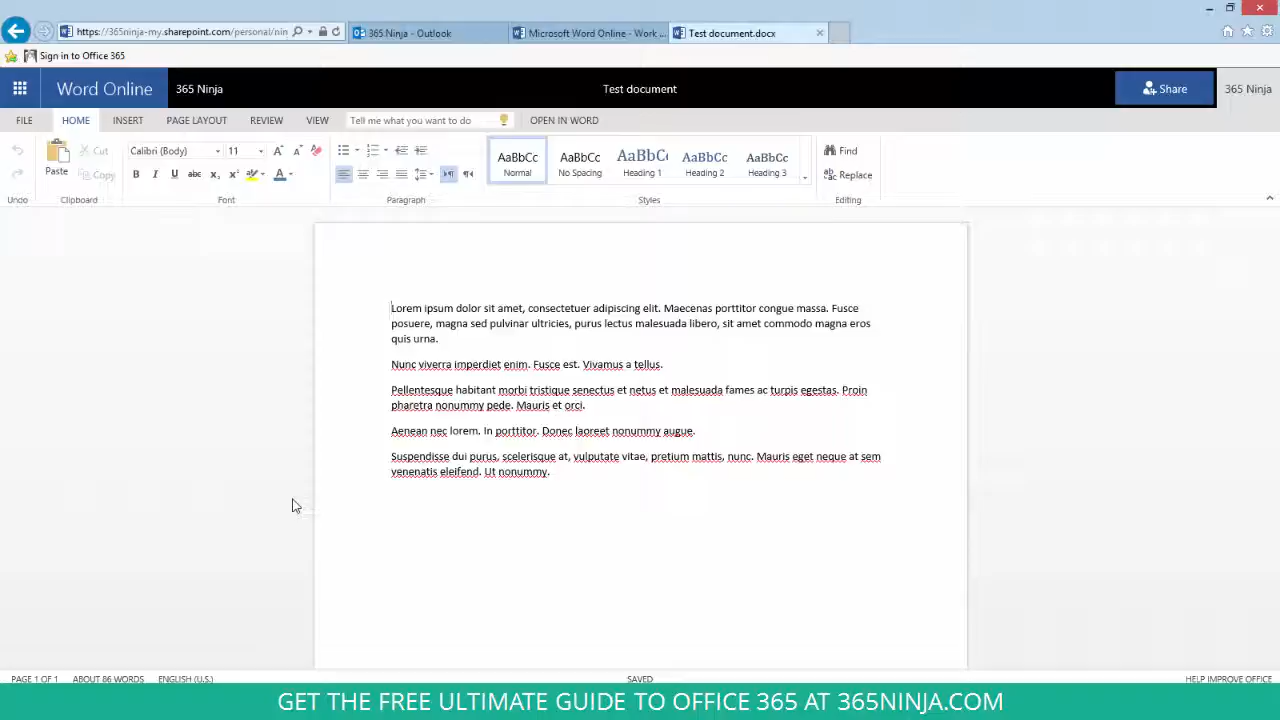 https://365ninja-my.sharepoint.com/personal/nin
365 Ninja - Outlook
Microsoft Word Online - Work ...
Test document.docx
Sign in to Office 365
Word Online
365 Ninja
Test document
Share
365 Ninja
FILE
HOME
INSERT
PAGE LAYOUT
REVIEW
VIEW
Tell me what you want to do
OPEN IN WORD
Paste
Cut
Copy
Calibri (Body)
11
B I U abc x₂ x²
AaBbCc
Normal
AaBbCc
No Spacing
AaBbCc
Heading 1
AaBbCc
Heading 2
AaBbCc
Heading 3
Find
Replace
Undo
Clipboard
Font
Paragraph
Styles
Editing
Lorem ipsum dolor sit amet, consectetuer adipiscing elit. Maecenas porttitor congue massa. Fusce
posuere, magna sed pulvinar ultricies, purus lectus malesuada libero, sit amet commodo magna eros
quis urna.
Nunc viverra imperdiet enim. Fusce est. Vivamus a tellus.
Pellentesque habitant morbi tristique senectus et netus et malesuada fames ac turpis egestas. Proin
pharetra nonummy pede. Mauris et orci.
Aenean nec lorem. In porttitor. Donec laoreet nonummy augue.
Suspendisse dui purus, scelerisque at, vulputate vitae, pretium mattis, nunc. Mauris eget neque at sem
venenatis eleifend. Ut nonummy.
PAGE 1 OF 1
ABOUT 86 WORDS
ENGLISH (U.S.)
SAVED
HELP IMPROVE OFFICE
GET THE FREE ULTIMATE GUIDE TO OFFICE 365 AT 365NINJA.COM